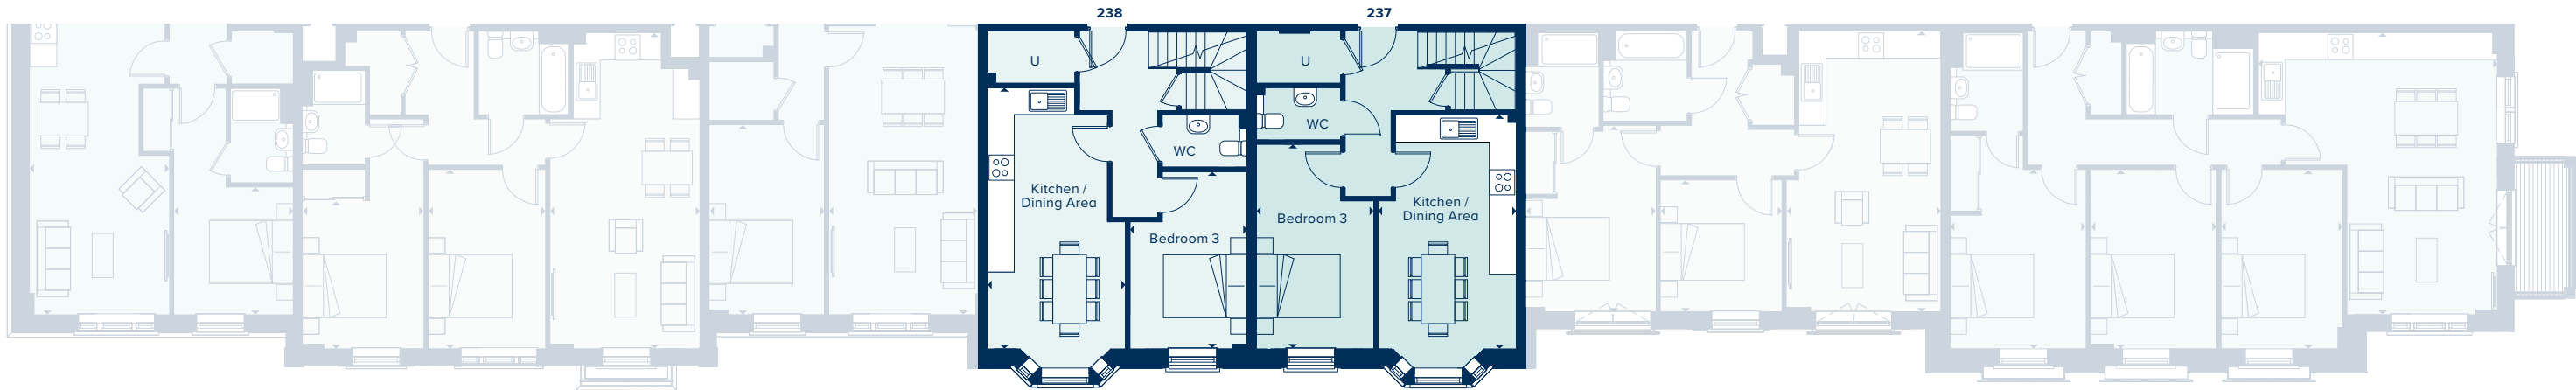 238
237
U
U
WC
WC
Kitchen /
Dining Area
Bedroom 3
Bedroom 3
Kitchen /
Dining Area